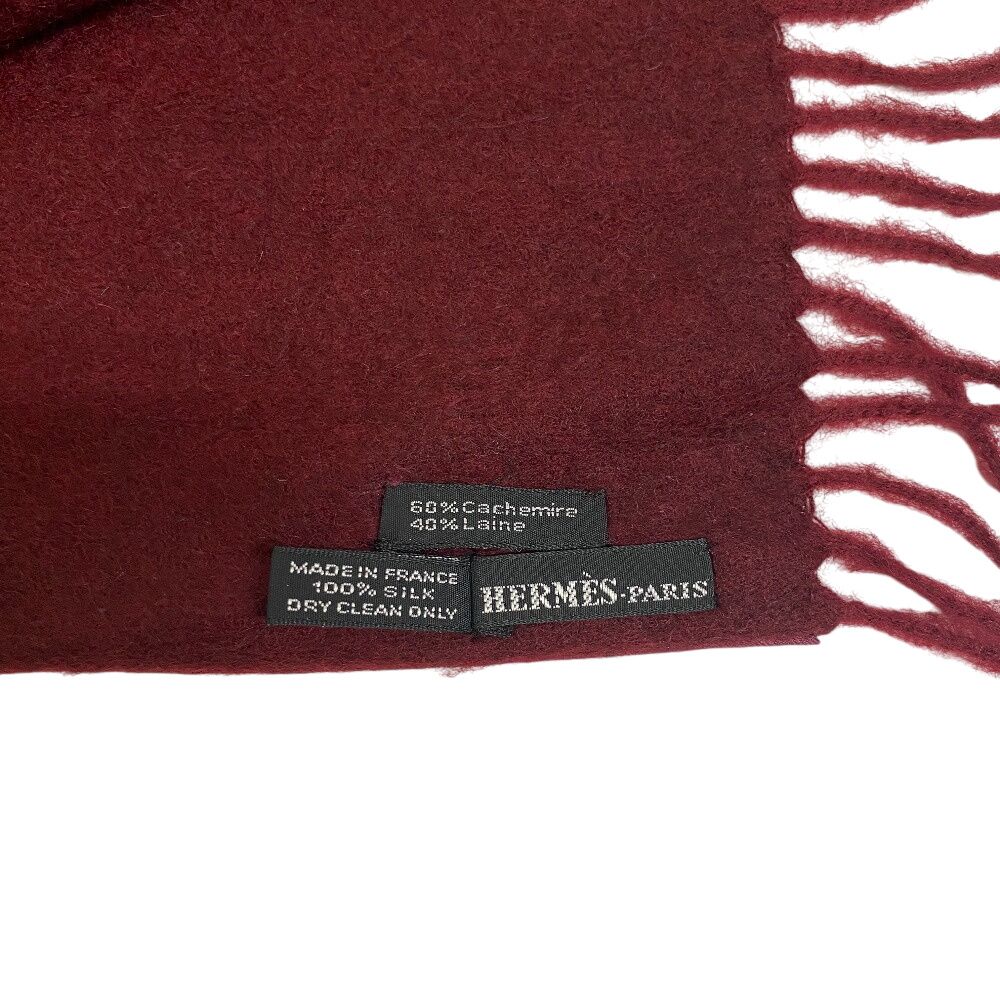 60%Cachemire
40%Laine
MADE IN FRANCE
100% SILK
DRY CLEAN ONLY
HERMÈS-PARIS